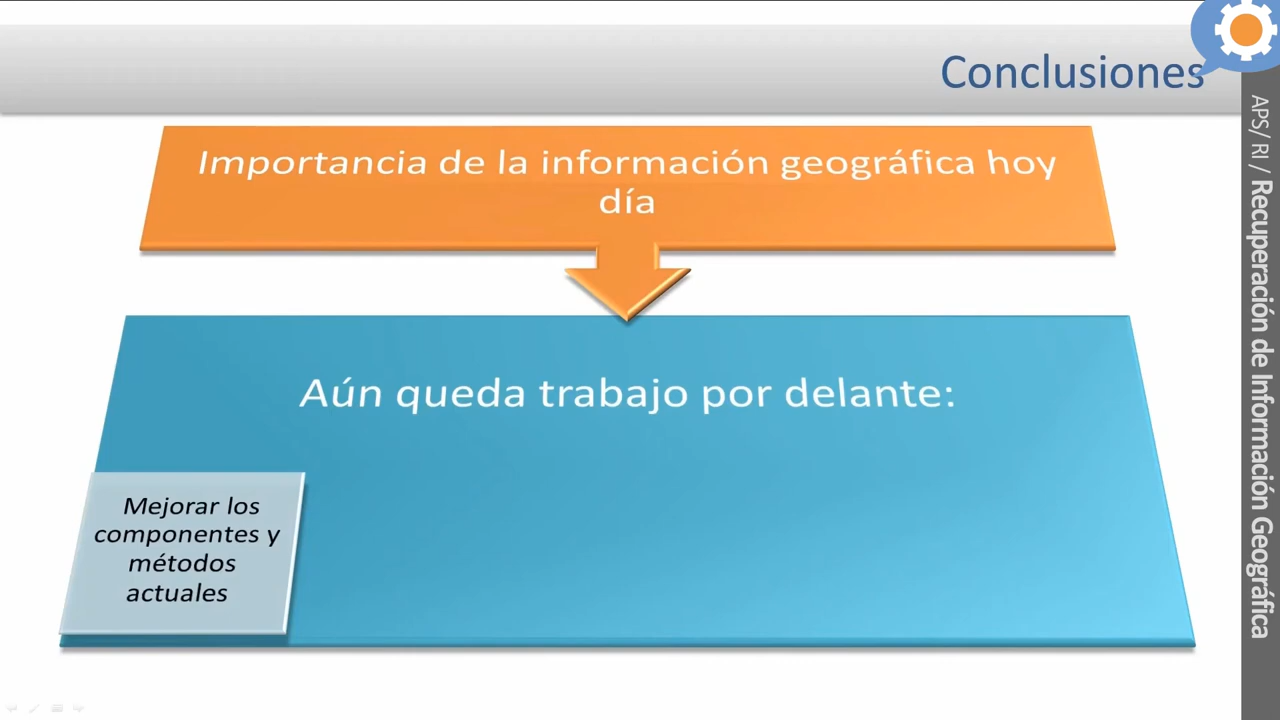 Conclusiones
Importancia de la información geográfica hoy
día
Aún queda trabajo por delante:
Mejorar los
componentes y
métodos
actuales
APS/ RI / Recuperación de Información Geográfica